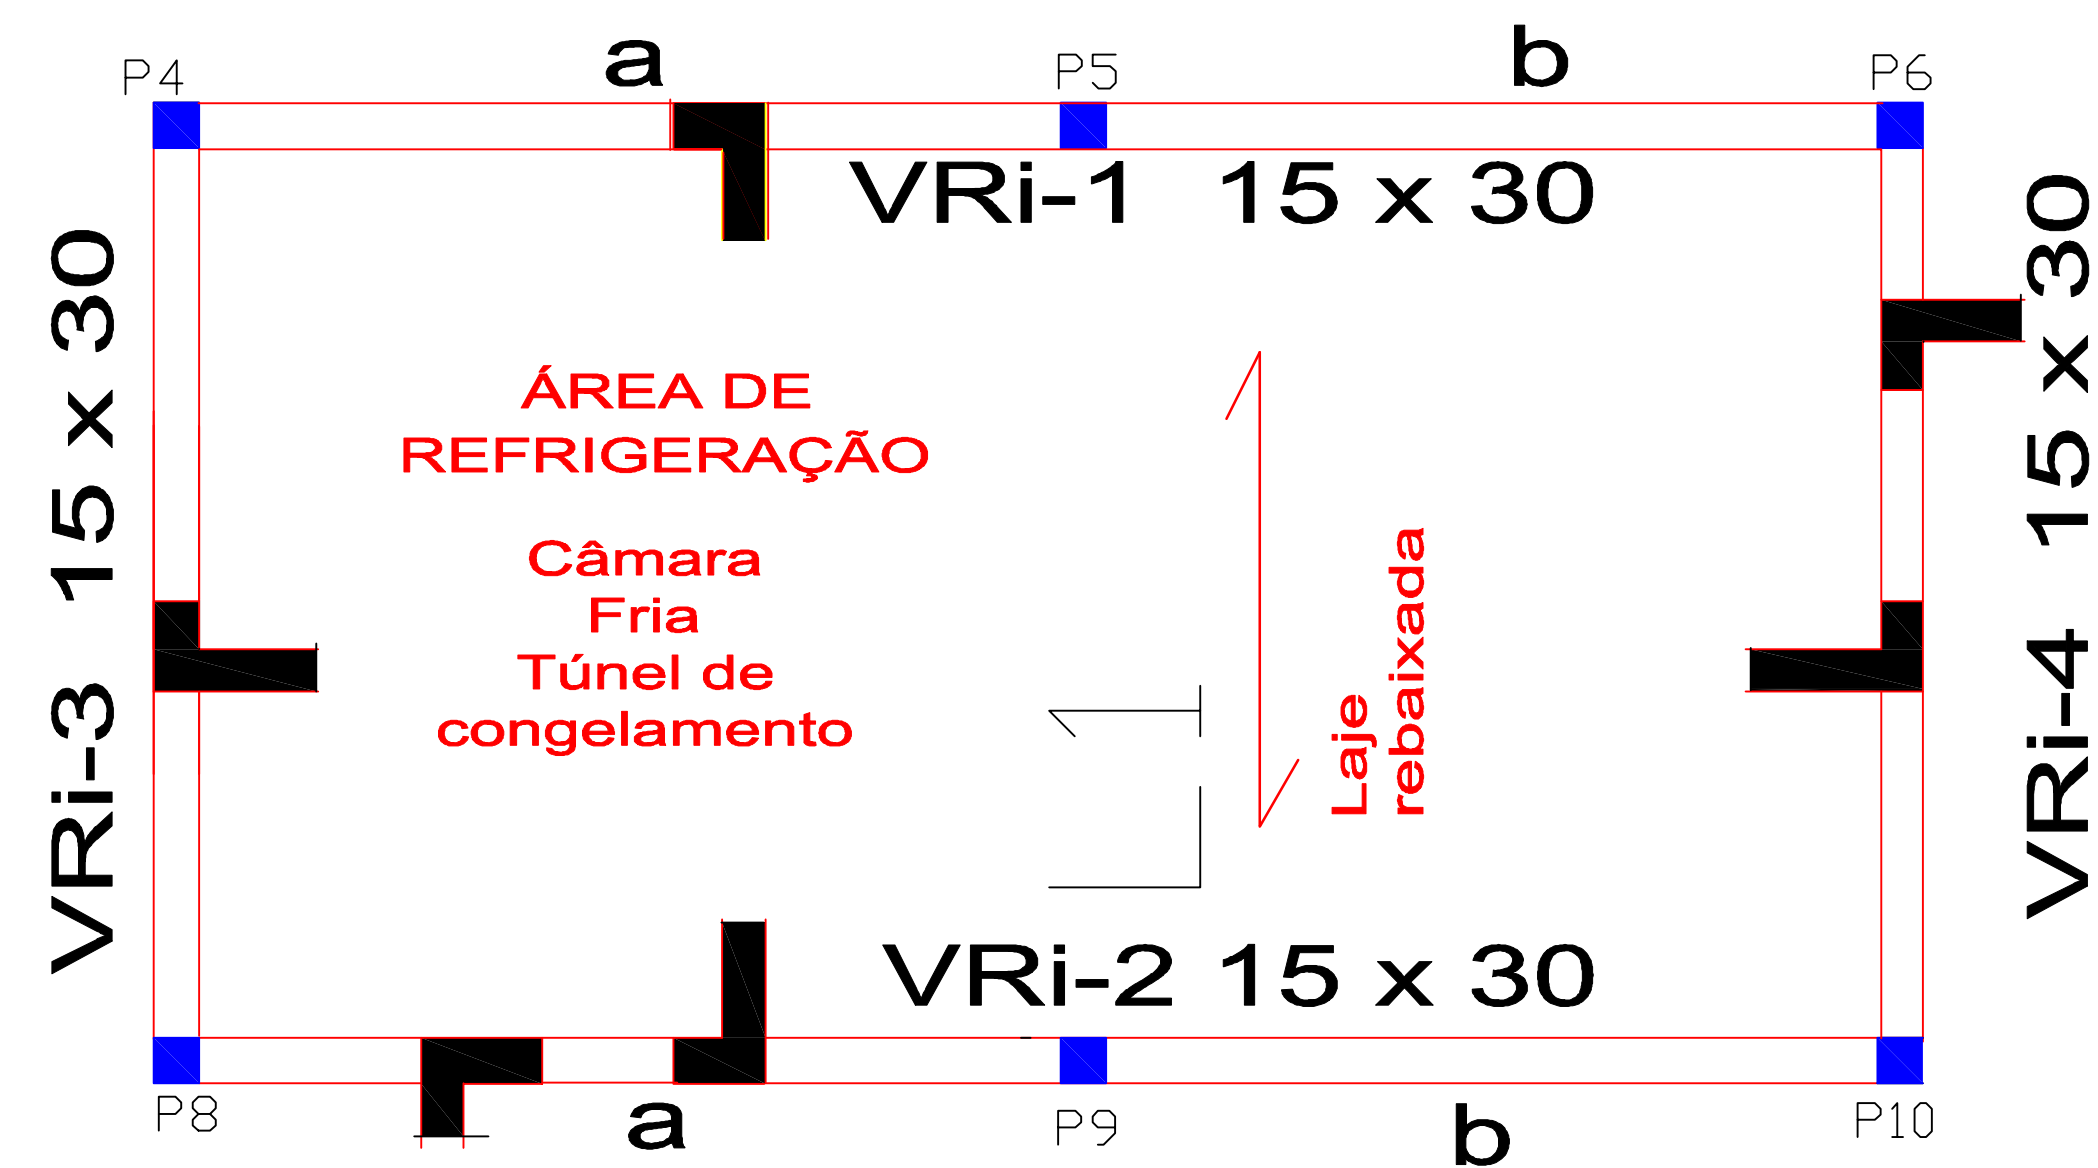 P4
a
P5
b
P6
VRi-1 15 x 30
VRi-3 15 x 30
ÁREA DE
REFRIGERAÇÃO
Câmara
Fria
Túnel de
congelamento
L1
Laje
rebaixada
VRi-4 15 x 30
VRi-2 15 x 30
P8
a
P9
b
P10